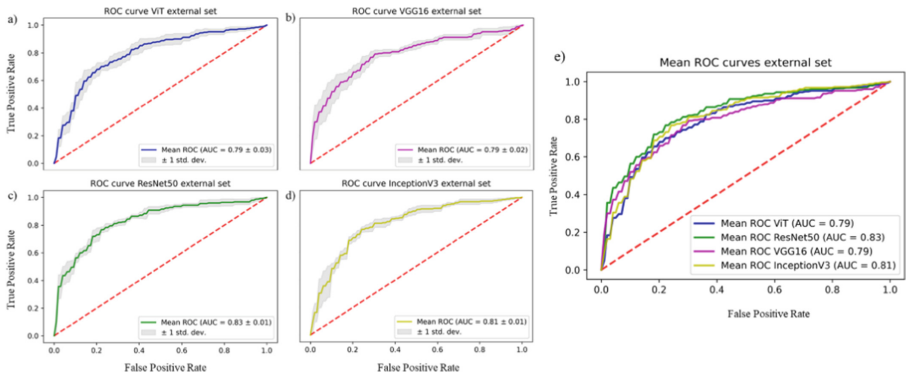 a)
ROC curve ViT external set
True Positive Rate
1.0
0.8
0.6
0.4
0.2
0.0
Mean ROC (AUC = 0.79 ± 0.03)
± 1 std. dev.
b)
ROC curve VGG16 external set
Mean ROC (AUC = 0.79 ± 0.02)
± 1 std. dev.
c)
ROC curve ResNet50 external set
True Positive Rate
1.0
0.8
0.6
0.4
0.2
0.0
Mean ROC (AUC = 0.83 ± 0.01)
± 1 std. dev.
0.0 0.2 0.4 0.6 0.8 1.0
False Positive Rate
d)
ROC curve InceptionV3 external set
Mean ROC (AUC = 0.81 ± 0.01)
± 1 std. dev.
0.0 0.2 0.4 0.6 0.8 1.0
False Positive Rate
e)
Mean ROC curves external set
True Positive Rate
1.0
0.8
0.6
0.4
0.2
0.0
Mean ROC ViT (AUC = 0.79)
Mean ROC ResNet50 (AUC = 0.83)
Mean ROC VGG16 (AUC = 0.79)
Mean ROC InceptionV3 (AUC = 0.81)
0.0 0.2 0.4 0.6 0.8 1.0
False Positive Rate